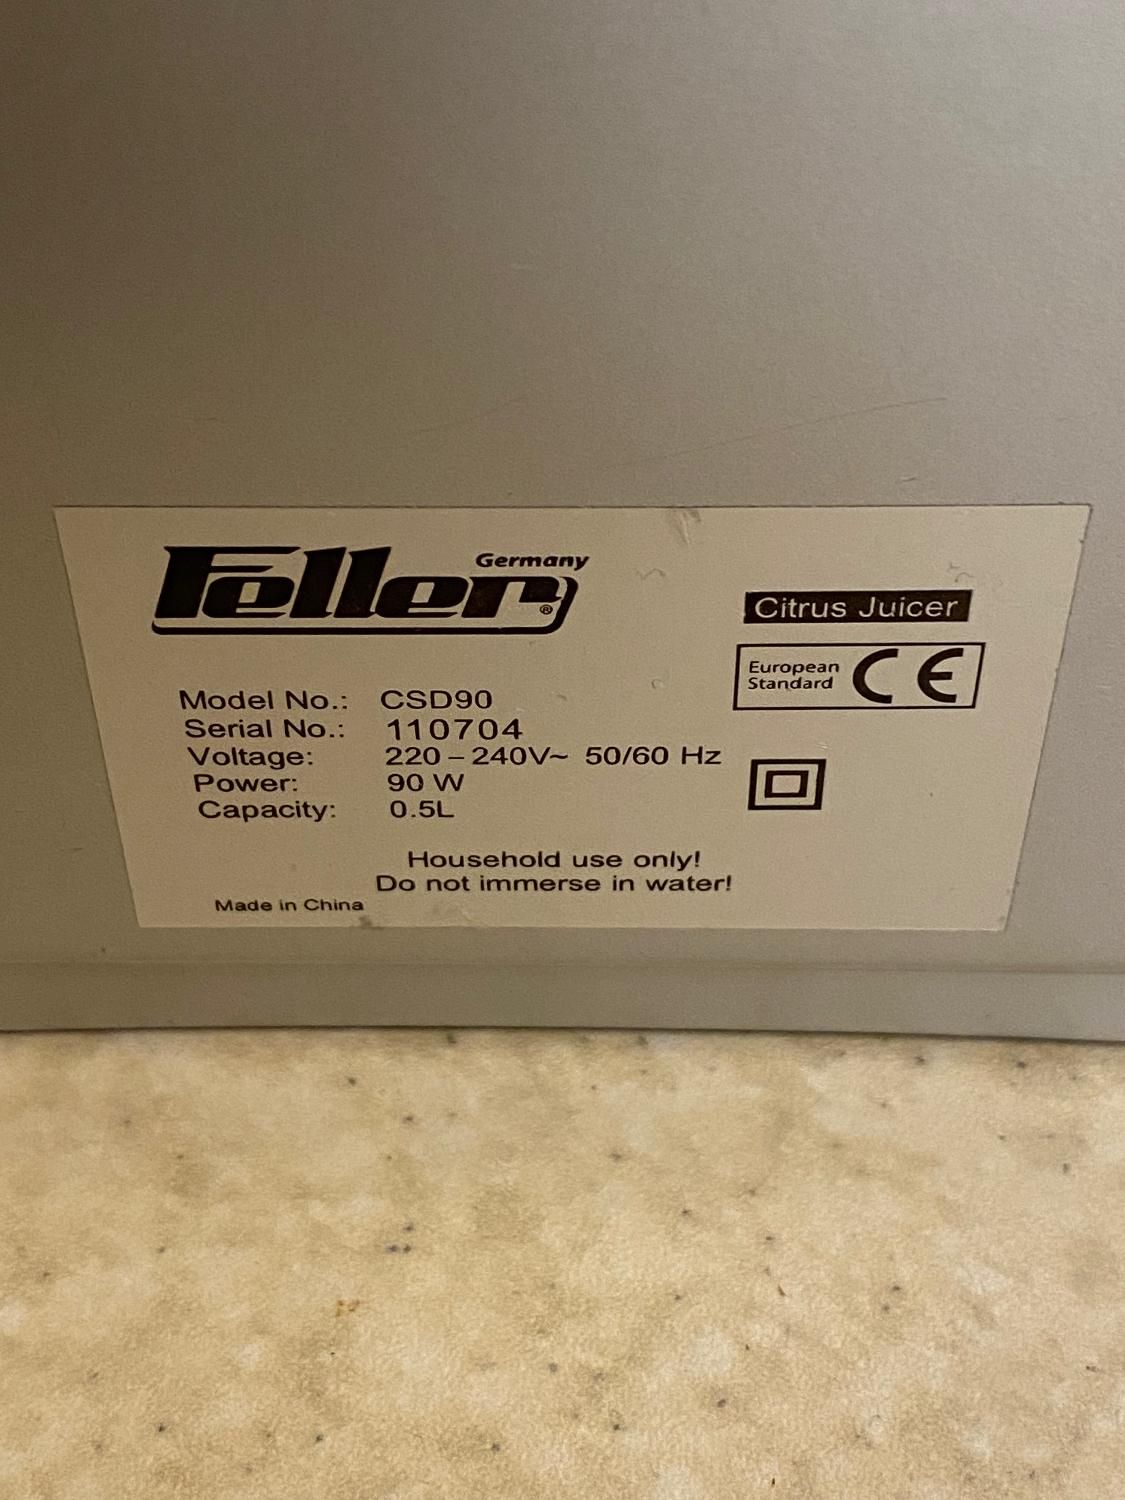 Feller Germany ®
Citrus Juicer
European
Standard CE
Model No.: CSD90
Serial No.: 110704
Voltage: 220 – 240V~ 50/60 Hz
Power: 90 W
Capacity: 0.5L
Household use only!
Do not immerse in water!
Made in China